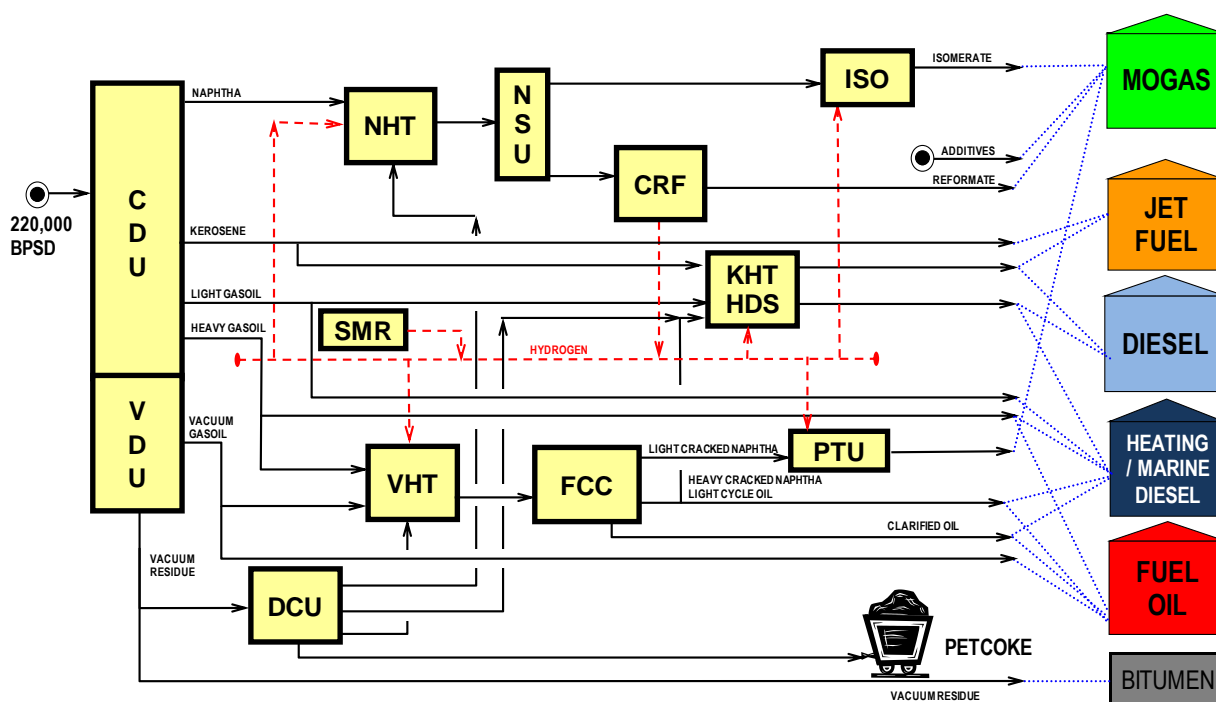 NAPHTHA
NHT
N
S
U
ISO
ISOMERATE
MOGAS
ADDITIVES
REFORMATE
CRF
C
D
U
220,000
BPSD
KEROSENE
JET
FUEL
KHT
HDS
LIGHT GASOIL
SMR
HEAVY GASOIL
HYDROGEN
DIESEL
V
D
U
VACUUM
GASOIL
VHT
FCC
LIGHT CRACKED NAPHTHA
PTU
HEAVY CRACKED NAPHTHA
LIGHT CYCLE OIL
CLARIFIED OIL
HEATING
/ MARINE
DIESEL
VACUUM
RESIDUE
DCU
FUEL
OIL
PETCOKE
VACUUM RESIDUE
BITUMEN